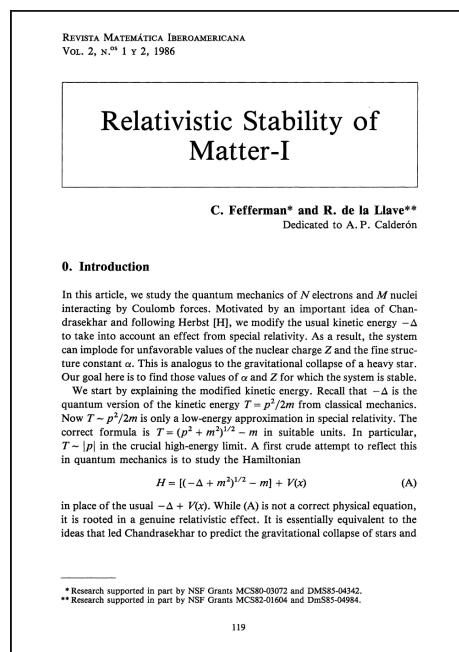 REVISTA MATEMÁTICA IBEROAMERICANA
VOL. 2, N.os 1 Y 2, 1986
Relativistic Stability of
Matter-I
C. Fefferman* and R. de la Llave**
Dedicated to A. P. Calderón
0. Introduction
In this article, we study the quantum mechanics of N electrons and M nuclei
interacting by Coulomb forces. Motivated by an important idea of Chan-
drasekhar and following Herbst [H], we modify the usual kinetic energy −Δ
to take into account an effect from special relativity. As a result, the system
can implode for unfavorable values of the nuclear charge Z and the fine struc-
ture constant α. This is analogus to the gravitational collapse of a heavy star.
Our goal here is to find those values of α and Z for which the system is stable.
We start by explaining the modified kinetic energy. Recall that −Δ is the
quantum version of the kinetic energy T = p²/2m from classical mechanics.
Now T ~ p²/2m is only a low-energy approximation in special relativity. The
correct formula is T = (p² + m²)^1/2 − m in suitable units. In particular,
T ~ |p| in the crucial high-energy limit. A first crude attempt to reflect this
in quantum mechanics is to study the Hamiltonian
H = [(−Δ + m²)^1/2 − m] + V(x) (A)
in place of the usual −Δ + V(x). While (A) is not a correct physical equation,
it is rooted in a genuine relativistic effect. It is essentially equivalent to the
ideas that led Chandrasekhar to predict the gravitational collapse of stars and
* Research supported in part by NSF Grants MCS80-03072 and DMS85-04342.
** Research supported in part by NSF Grants MCS82-01604 and DmS85-04984.
119